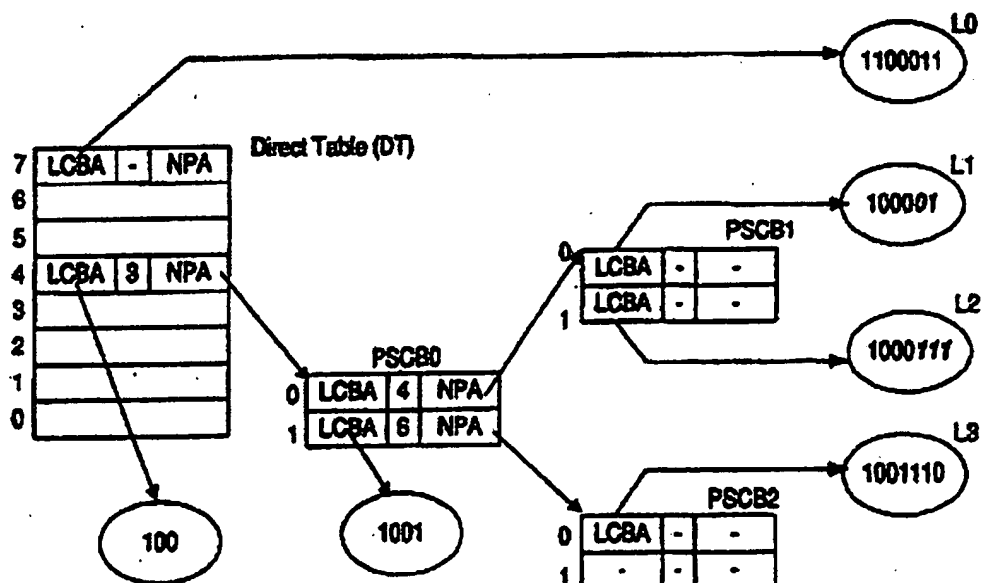 L0
1100011
Direct Table (DT)
7 LCBA - NPA
6
5
4 LCBA 3 NPA
3
2
1
0
100
PSCB0
0 LCBA 4 NPA
1 LCBA 6 NPA
1001
PSCB1
0 LCBA - -
1 LCBA - -
L1
100001
L2
1000111
L3
1001110
PSCB2
0 LCBA - -
1 - - -